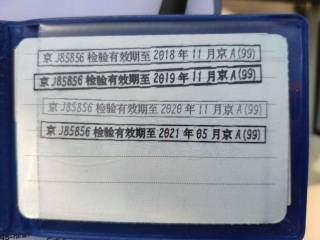 京 J85856 检验有效期至 2018 年 11 月京 A(99)
京 J85856 检验有效期至 2019 年 11 月京 A(99)
京 J85856 检验有效期至 2020 年 11 月京 A(99)
京 J85856 检验有效期至 2021 年 05 月京 A(99)